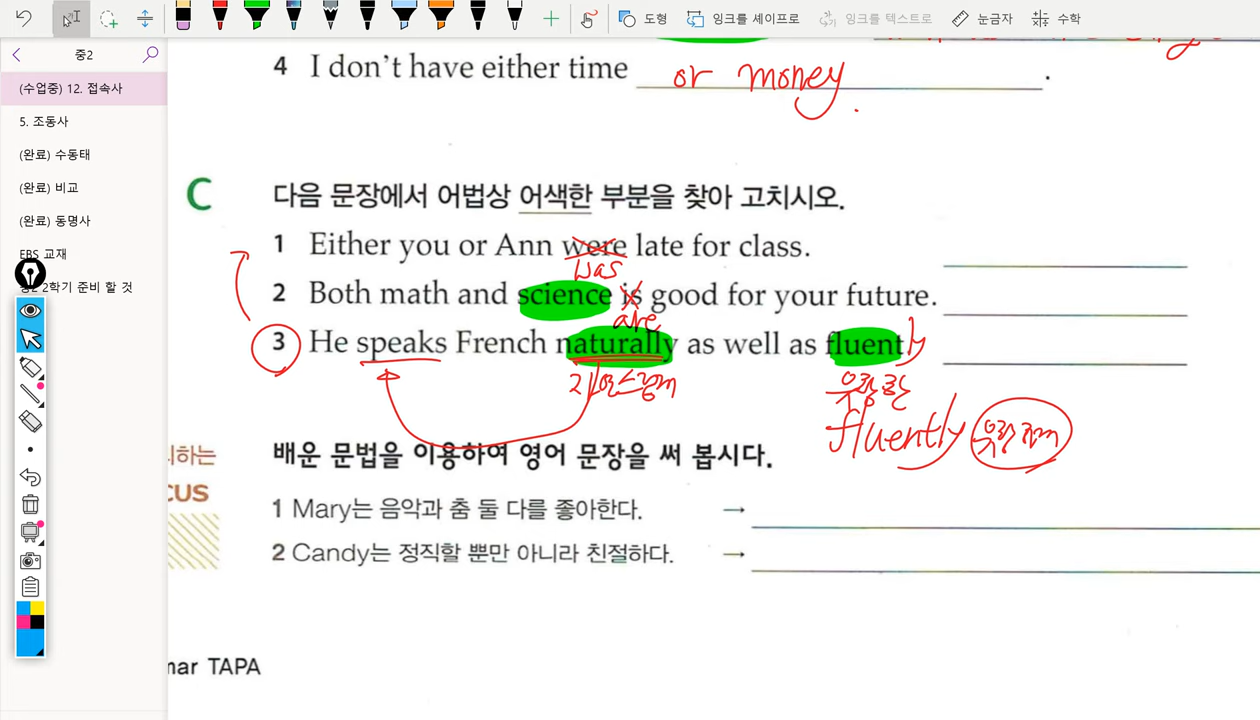 도형
잉크를 셰이프로
잉크를 텍스트로
눈금자
수학
중2
(수업중) 12. 접속사
5. 조동사
(완료) 수동태
(완료) 비교
(완료) 동명사
EBS 교재
2학기 준비 할 것
4 I don't have either time or money .
C 다음 문장에서 어법상 어색한 부분을 찾아 고치시오.
1 Either you or Ann were late for class.
was
2 Both math and science is good for your future.
are
3 He speaks French naturally as well as fluently
자연스럽게
유창한
fluently
하는
CUS
배운 문법을 이용하여 영어 문장을 써 봅시다.
1 Mary는 음악과 춤 둘 다를 좋아한다. →
2 Candy는 정직할 뿐만 아니라 친절하다. →
mar TAPA